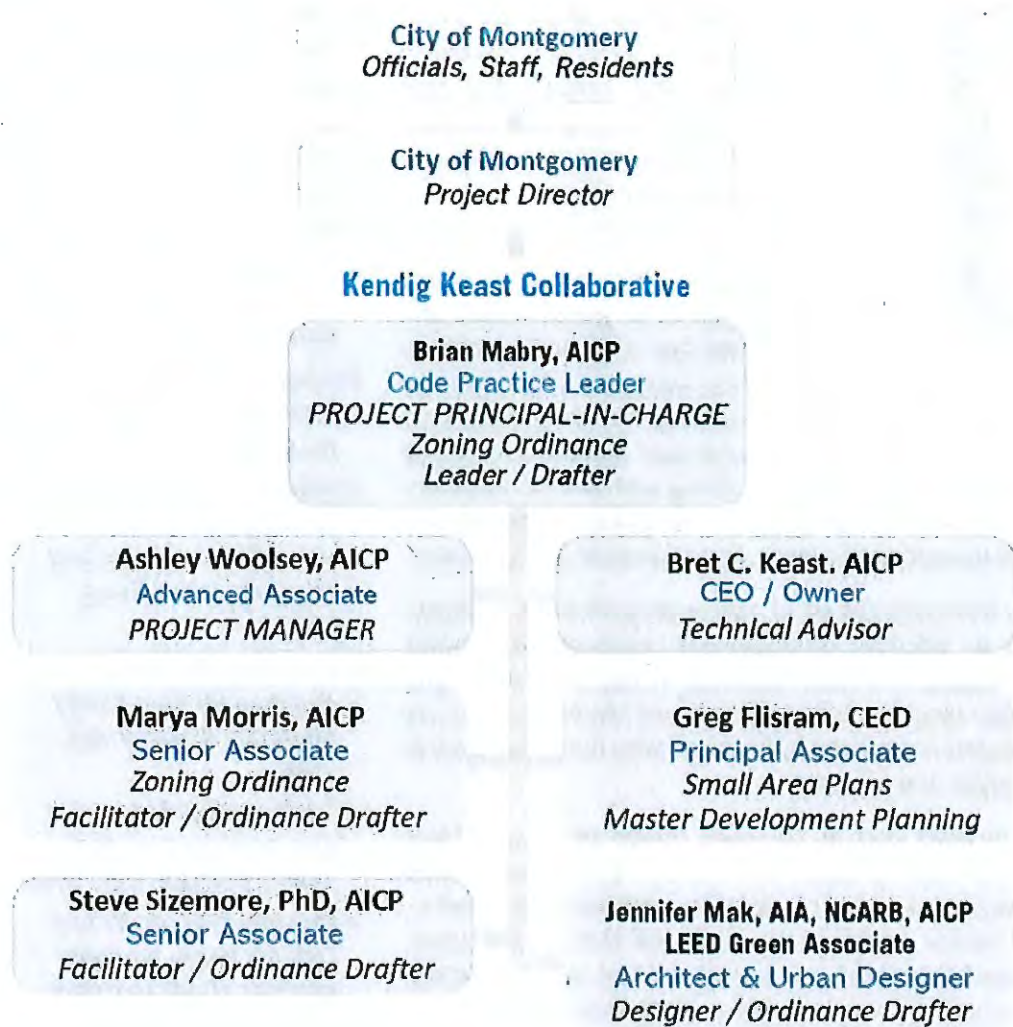 City of Montgomery
Officials, Staff, Residents
City of Montgomery
Project Director
Kendig Keast Collaborative
Brian Mabry, AICP
Code Practice Leader
PROJECT PRINCIPAL-IN-CHARGE
Zoning Ordinance
Leader / Drafter
Ashley Woolsey, AICP
Advanced Associate
PROJECT MANAGER
Bret C. Keast. AICP
CEO / Owner
Technical Advisor
Marya Morris, AICP
Senior Associate
Zoning Ordinance
Facilitator / Ordinance Drafter
Greg Flisram, CEcD
Principal Associate
Small Area Plans
Master Development Planning
Steve Sizemore, PhD, AICP
Senior Associate
Facilitator / Ordinance Drafter
Jennifer Mak, AIA, NCARB, AICP
LEED Green Associate
Architect & Urban Designer
Designer / Ordinance Drafter